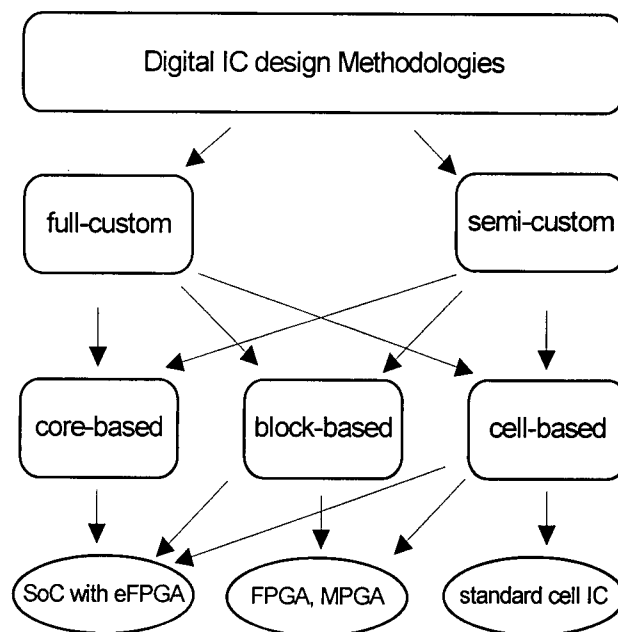 Digital IC design Methodologies
full-custom
semi-custom
core-based
block-based
cell-based
SoC with eFPGA
FPGA, MPGA
standard cell IC